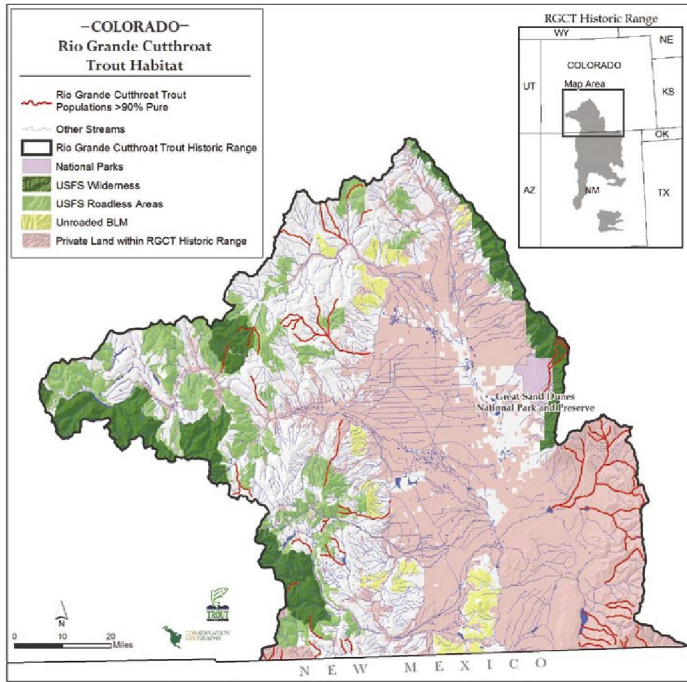 –COLORADO–
Rio Grande Cutthroat
Trout Habitat
Rio Grande Cutthroat Trout
Populations >90% Pure
Other Streams
Rio Grande Cutthroat Trout Historic Range
National Parks
USFS Wilderness
USFS Roadless Areas
Unroaded BLM
Private Land within RGCT Historic Range
RGCT Historic Range
WY
NE
COLORADO
UT
Map Area
KS
OK
AZ
NM
TX
Great Sand Dunes
National Park and Preserve
N
TROUT
CONSERVATION
GEOGRAPHY
0 10 20
Miles
NEW MEXICO